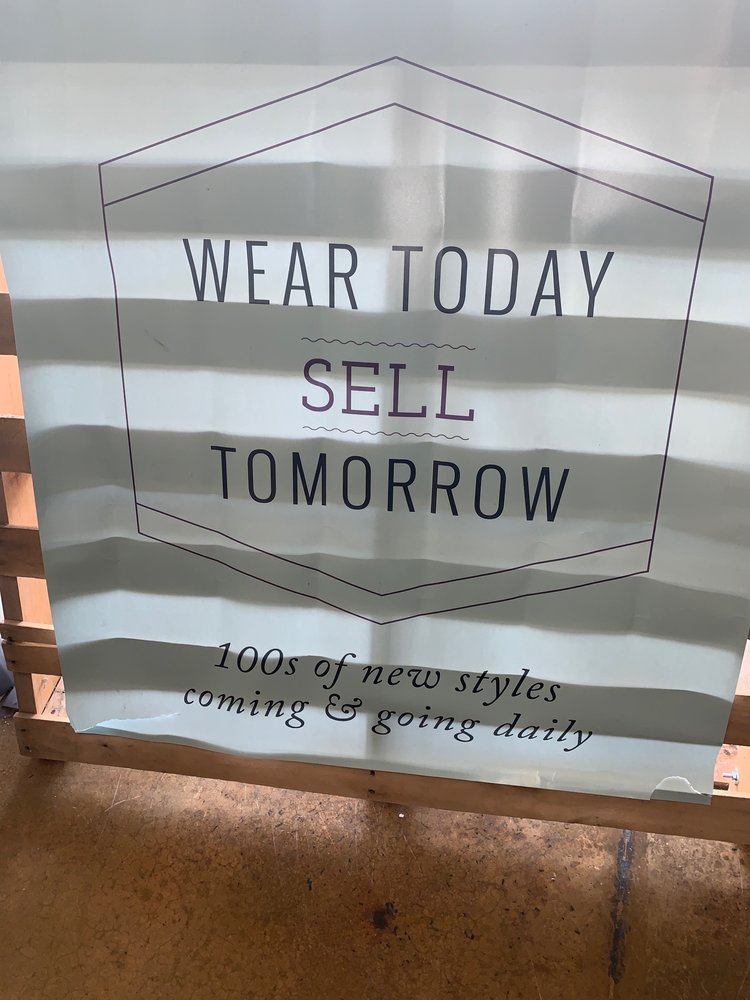 WEAR TODAY
SELL
TOMORROW
100s of new styles
coming & going daily